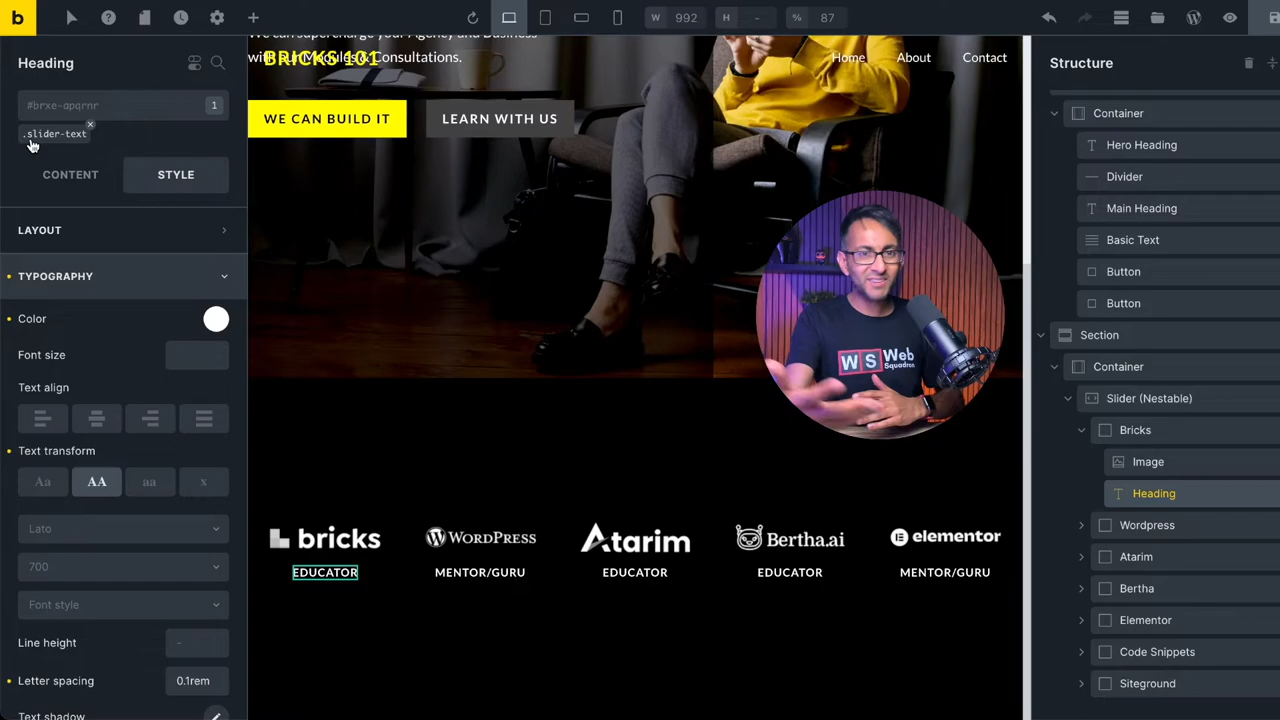 b
W 992 H - % 87
Heading
#brxe-apqrnr 1
.slider-text
CONTENT STYLE
LAYOUT
TYPOGRAPHY
Color
Font size
Text align
Text transform
Aa AA aa x
Lato
700
Font style
Line height -
Letter spacing 0.1rem
Text shadow
We can supercharge your Agency and Business
with our Modules & Consultations.
BRICKS 101
Home About Contact
WE CAN BUILD IT LEARN WITH US
WS Web
Squadron
bricks WORDPRESS Atarim Bertha.ai elementor
EDUCATOR MENTOR/GURU EDUCATOR EDUCATOR MENTOR/GURU
Structure
Container
Hero Heading
Divider
Main Heading
Basic Text
Button
Button
Section
Container
Slider (Nestable)
Bricks
Image
Heading
Wordpress
Atarim
Bertha
Elementor
Code Snippets
Siteground